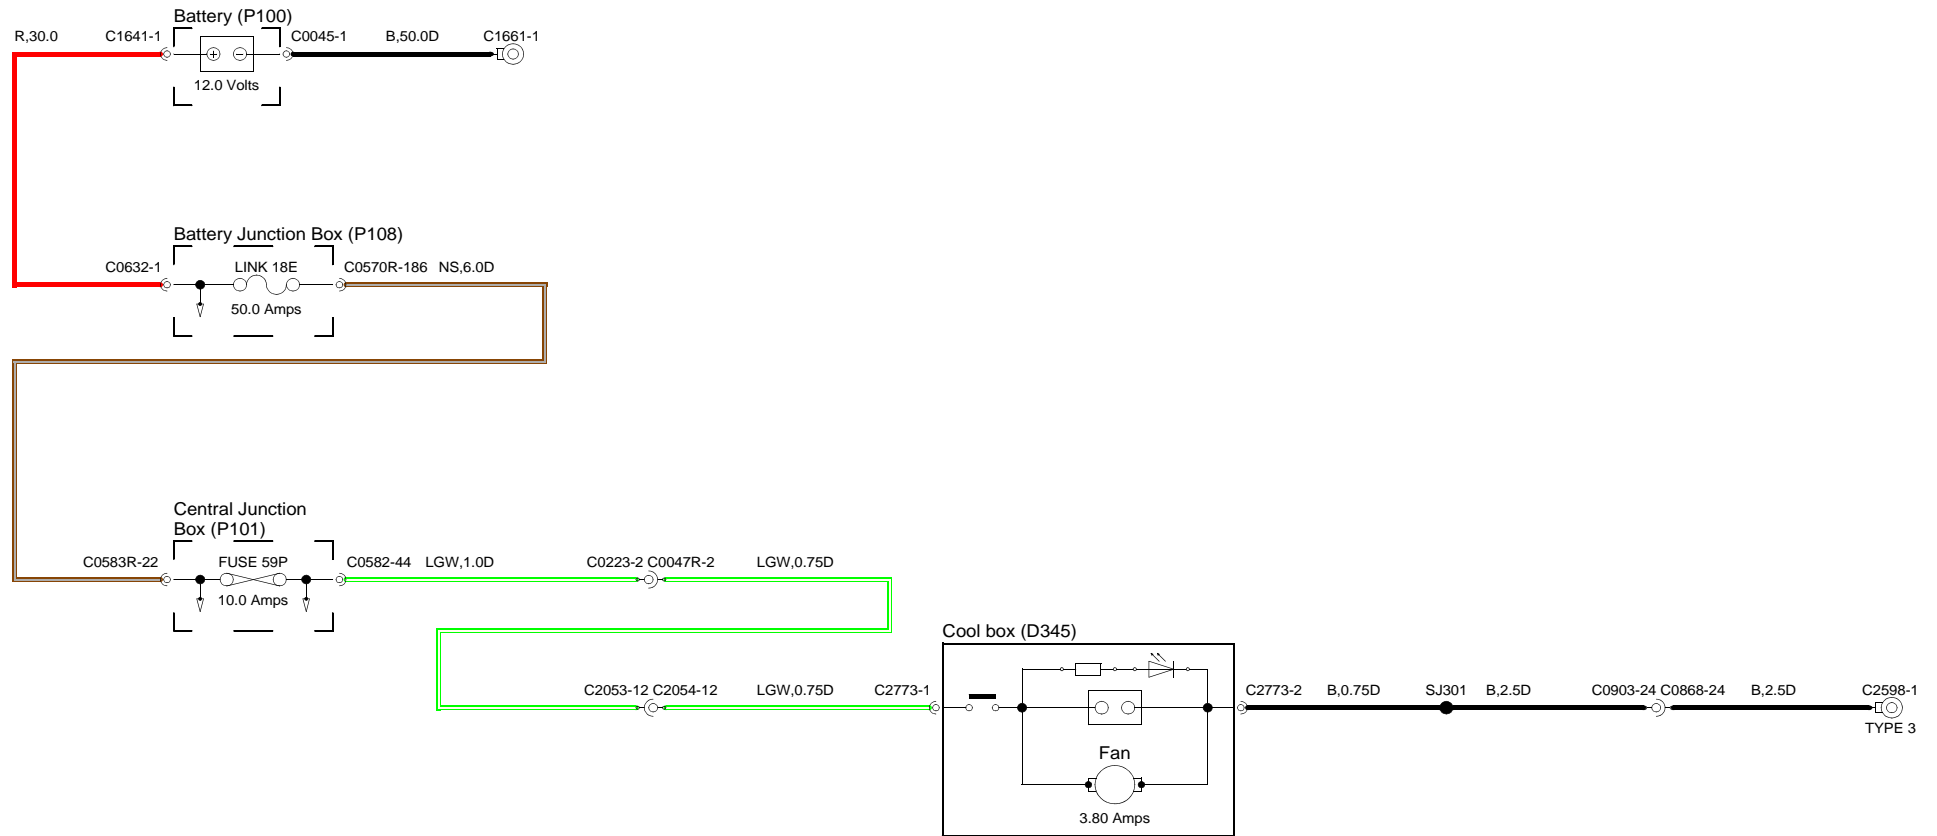 Battery (P100)
R,30.0 C1641-1 C0045-1 B,50.0D C1661-1
12.0 Volts
Battery Junction Box (P108)
C0632-1 LINK 18E C0570R-186 NS,6.0D
50.0 Amps
Central Junction
Box (P101)
C0583R-22 FUSE 59P C0582-44 LGW,1.0D C0223-2 C0047R-2 LGW,0.75D
10.0 Amps
Cool box (D345)
C2053-12 C2054-12 LGW,0.75D C2773-1 C2773-2 B,0.75D SJ301 B,2.5D C0903-24 C0868-24 B,2.5D C2598-1
TYPE 3
Fan
3.80 Amps